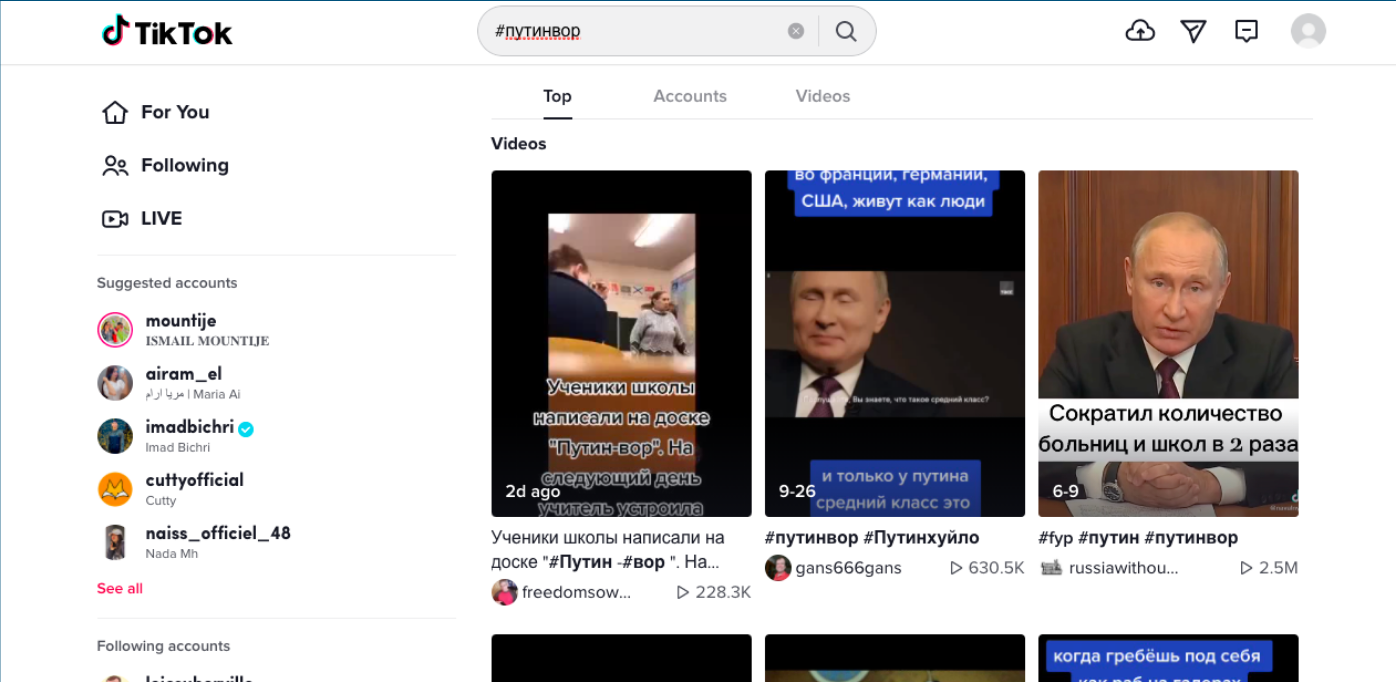 TikTok
#путинвор
For You
Following
LIVE
Suggested accounts
mountije
ISMAIL MOUNTIJE
airam_el
مريا ارام | Maria Ai
imadbichri
Imad Bichri
cuttyofficial
Cutty
naiss_officiel_48
Nada Mh
See all
Following accounts
Top
Accounts
Videos
Videos
Ученики школы
написали на доске
"Путин-вор". На
следующий день
учитель устроила
2d ago
Ученики школы написали на
доске "#Путин -#вор ". На...
freedomsow...
228.3K
во франции, германии,
США, живут как люди
Вы знаете, что такое средний класс?
и только у путина
средний класс это
9-26
#путинвор #Путинхуйло
gans666gans
630.5K
Сократил количество
больниц и школ в 2 раза
6-9
#fyp #путин #путинвор
russiawithou...
2.5M
когда гребёшь под себя
как раб на галерах